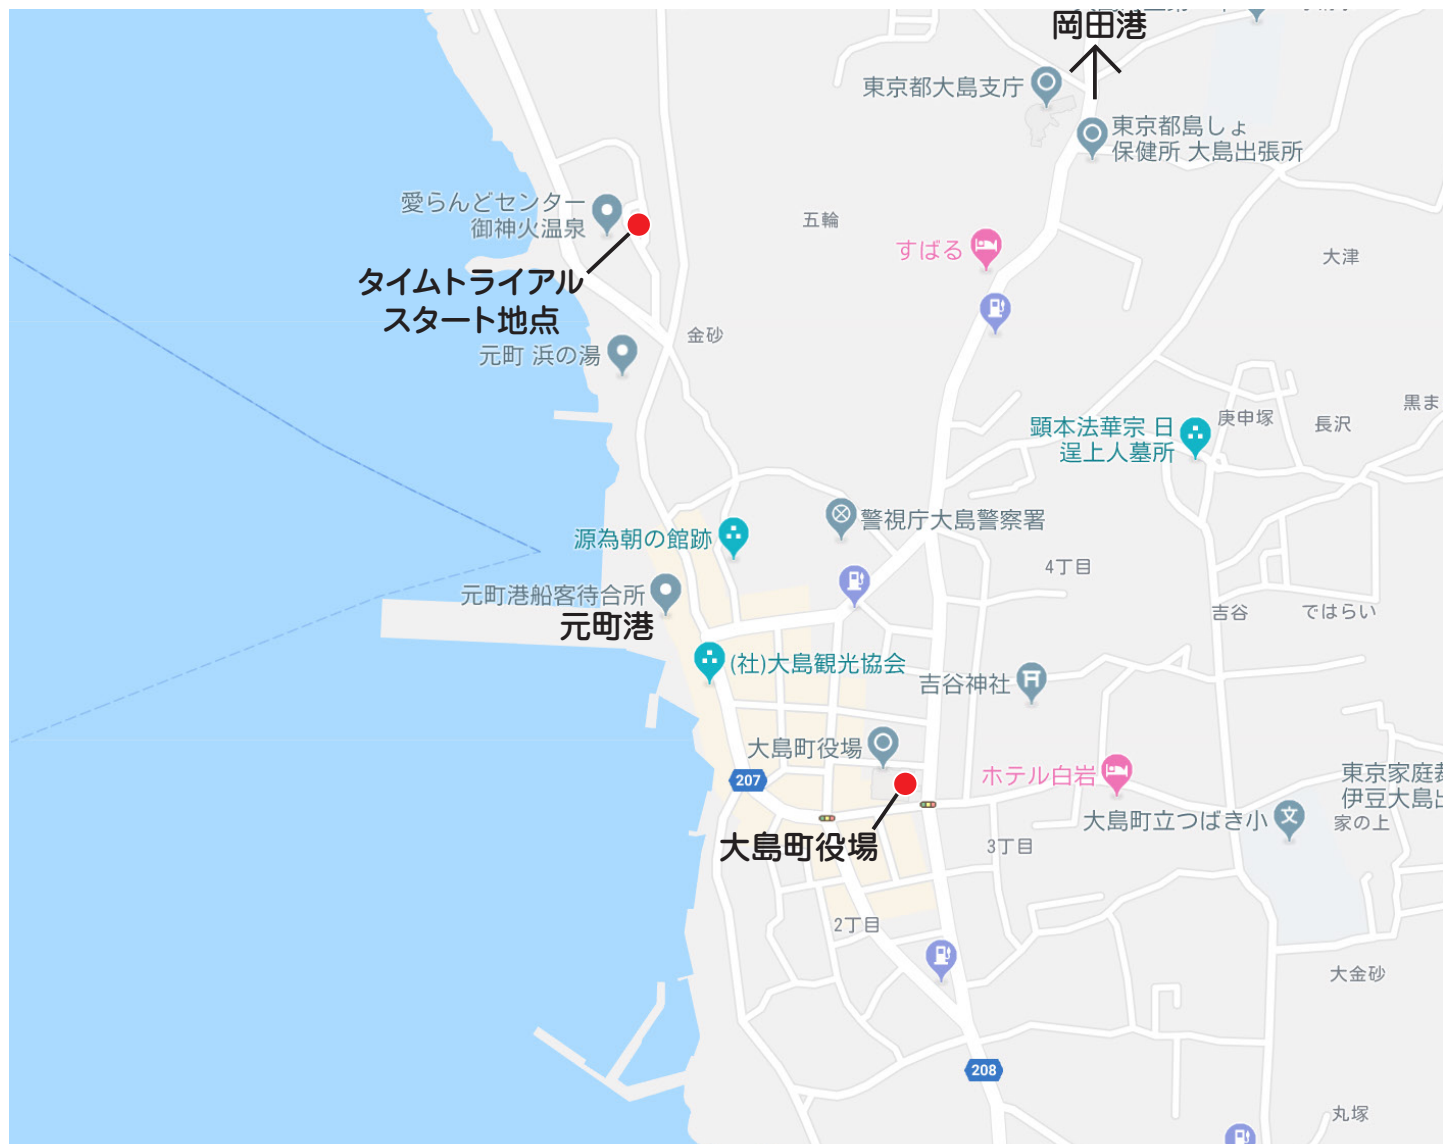 岡田港
東京都大島支庁
東京都島しょ
保健所 大島出張所
愛らんどセンター
御神火温泉
五輪
すばる
大津
タイムトライアル
スタート地点
金砂
元町 浜の湯
黒ま
庚申塚
長沢
顕本法華宗 日
逞上人墓所
警視庁大島警察署
源為朝の館跡
4丁目
元町港船客待合所
元町港
吉谷
ではらい
(社)大島観光協会
吉谷神社
大島町役場
207
ホテル白岩
東京家庭裁
伊豆大島出
大島町立つばき小
家の上
大島町役場
3丁目
2丁目
大金砂
208
丸塚